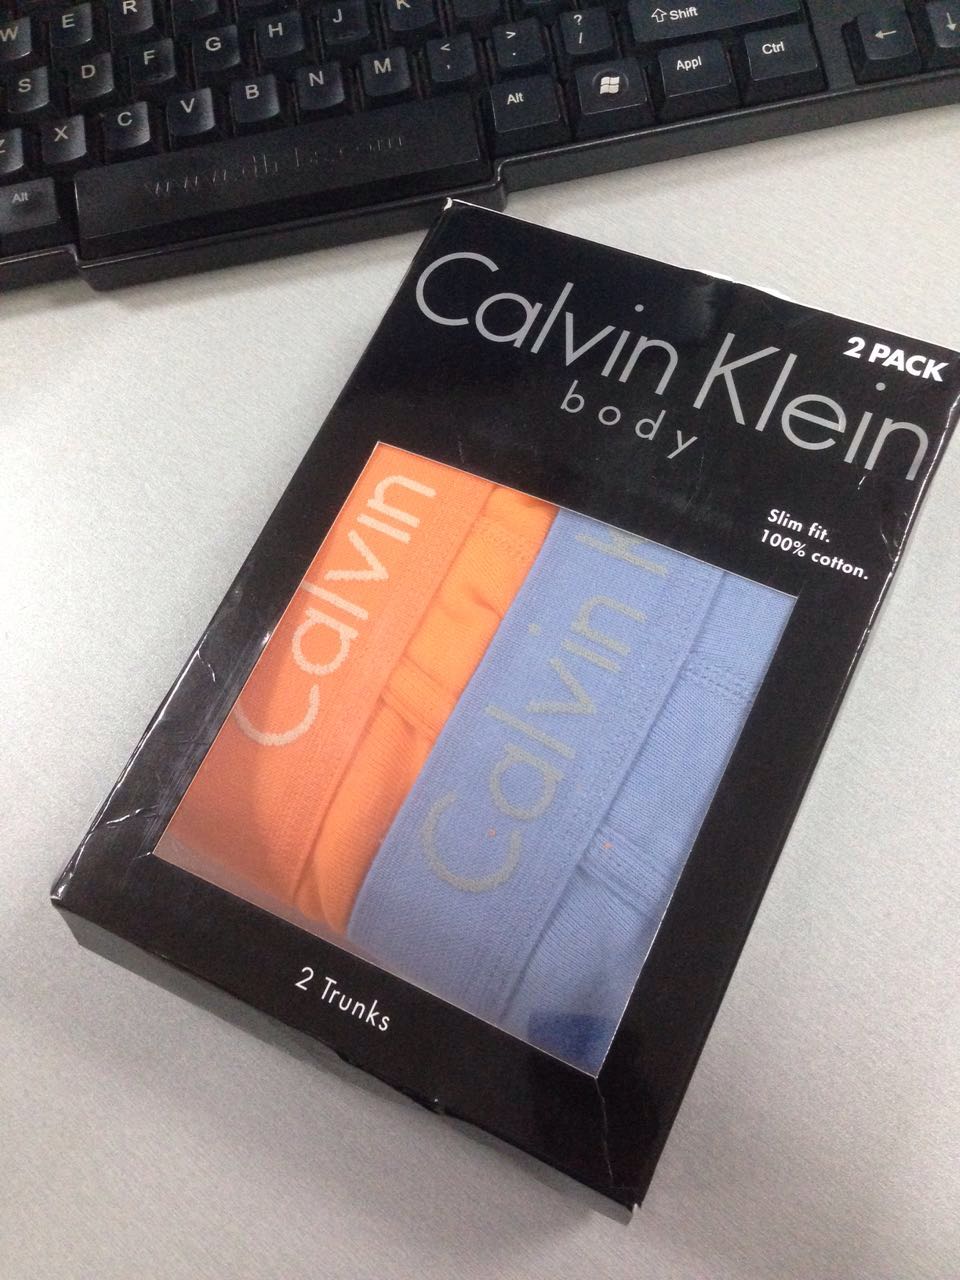 W E R H J K
S D F G < , > . ? / ⇧Shift
Z X C V B N M Alt Appl Ctrl ← ↓
Alt
Calvin Klein
body
2 PACK
Slim fit.
100% cotton.
Calvin
Calvin K
2 Trunks